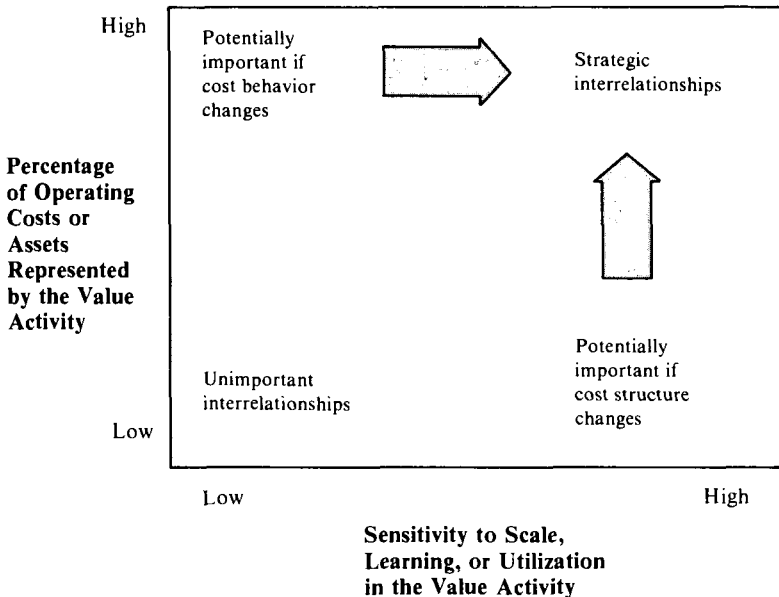 High
Potentially
important if
cost behavior
changes
Strategic
interrelationships
Percentage
of Operating
Costs or
Assets
Represented
by the Value
Activity
Unimportant
interrelationships
Potentially
important if
cost structure
changes
Low
Low
High
Sensitivity to Scale,
Learning, or Utilization
in the Value Activity